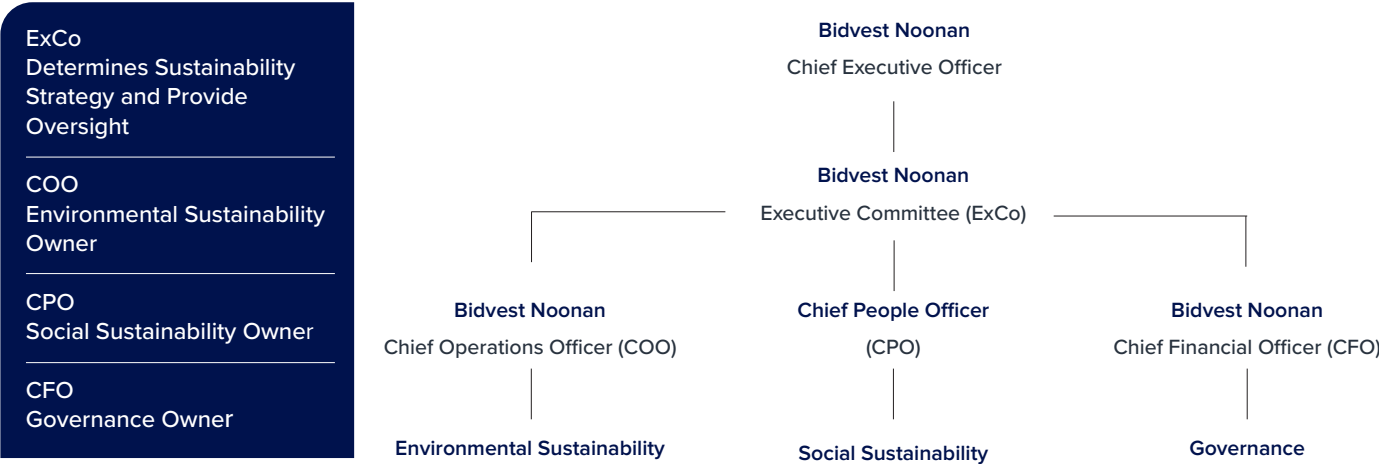 ExCo
Determines Sustainability
Strategy and Provide
Oversight
COO
Environmental Sustainability
Owner
CPO
Social Sustainability Owner
CFO
Governance Owner
Bidvest Noonan
Chief Executive Officer
Bidvest Noonan
Executive Committee (ExCo)
Bidvest Noonan
Chief Operations Officer (COO)
Chief People Officer
(CPO)
Bidvest Noonan
Chief Financial Officer (CFO)
Environmental Sustainability
Social Sustainability
Governance